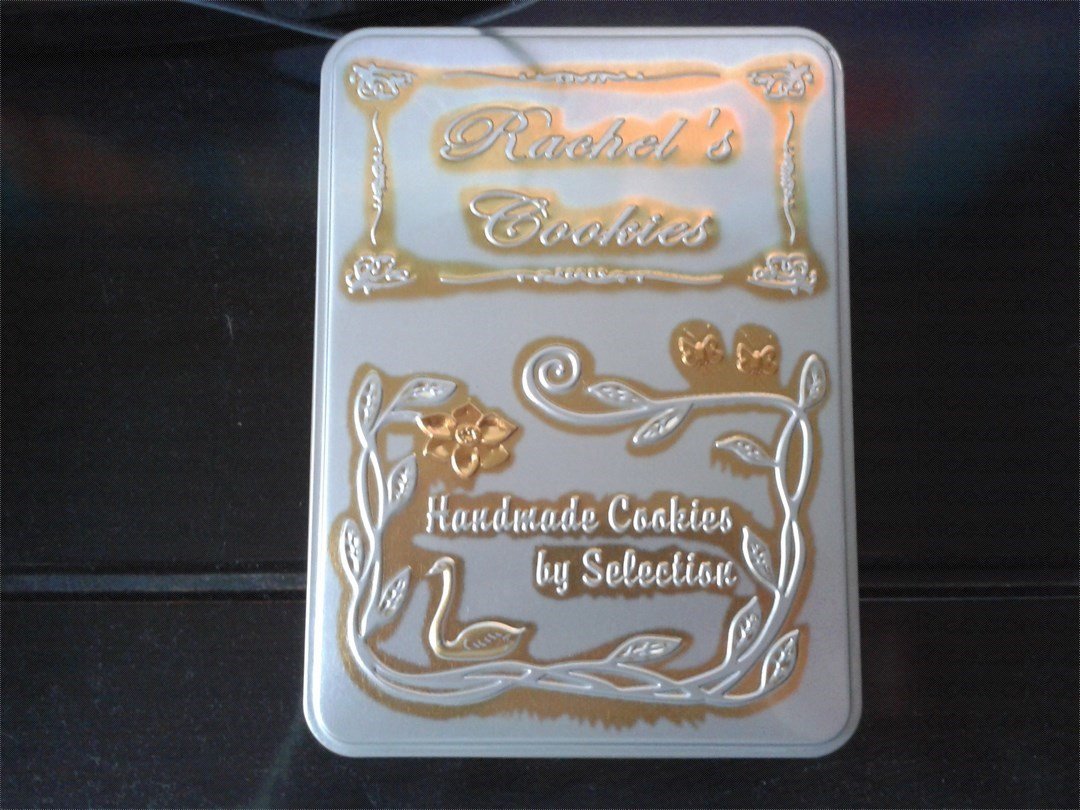 Rachel's
Cookies
Handmade Cookies
by Selection